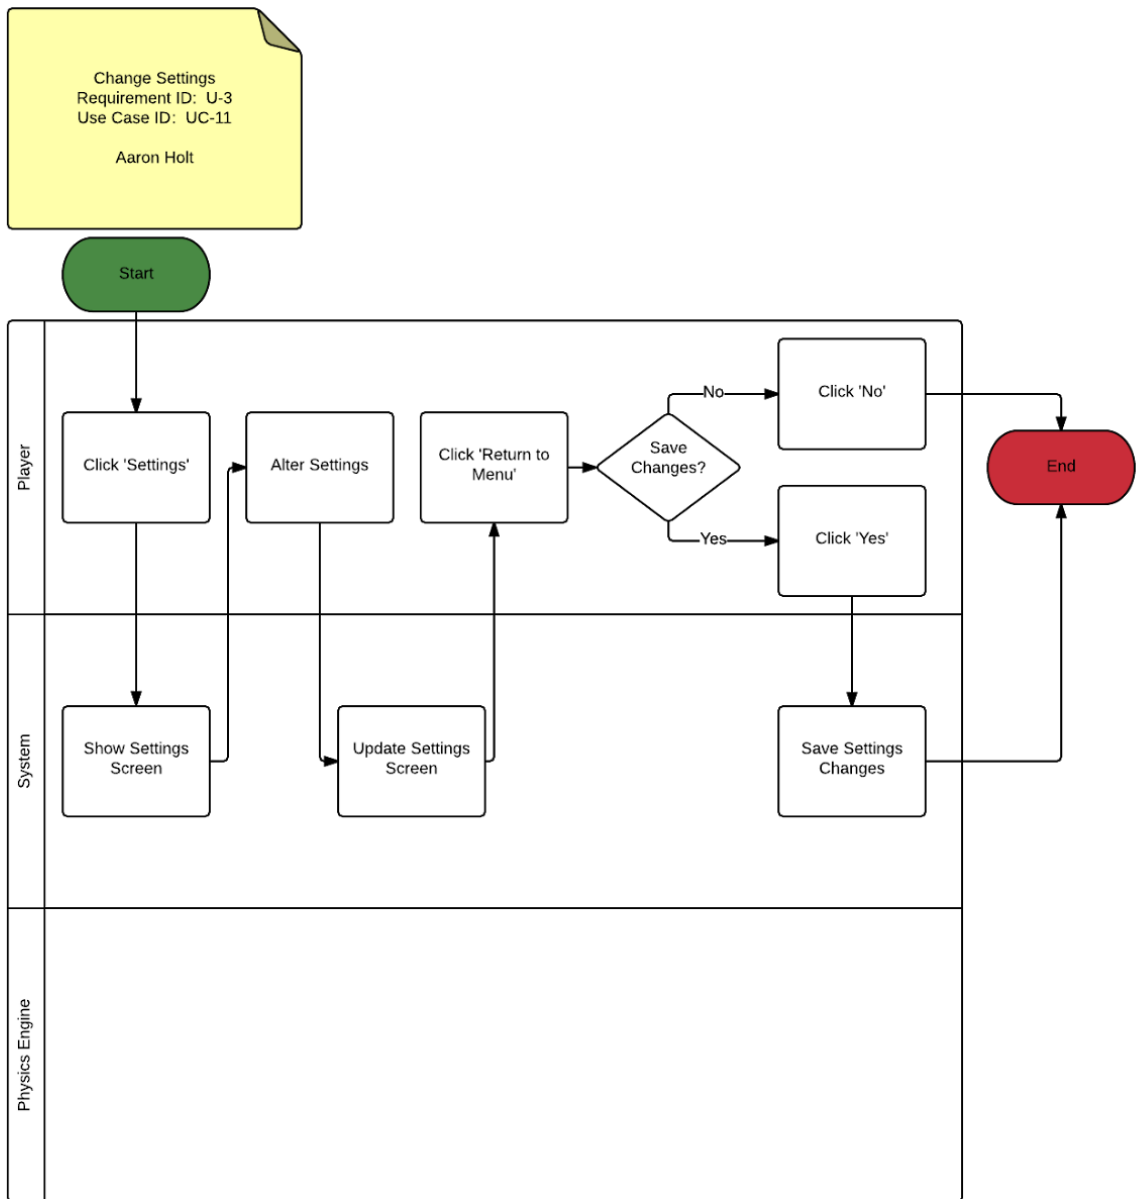 Change Settings
Requirement ID:  U-3
Use Case ID:  UC-11
Aaron Holt
Start
Player
Click 'Settings'
Alter Settings
Click 'Return to
Menu'
Save
Changes?
No
Click 'No'
Yes
Click 'Yes'
End
System
Show Settings
Screen
Update Settings
Screen
Save Settings
Changes
Physics Engine